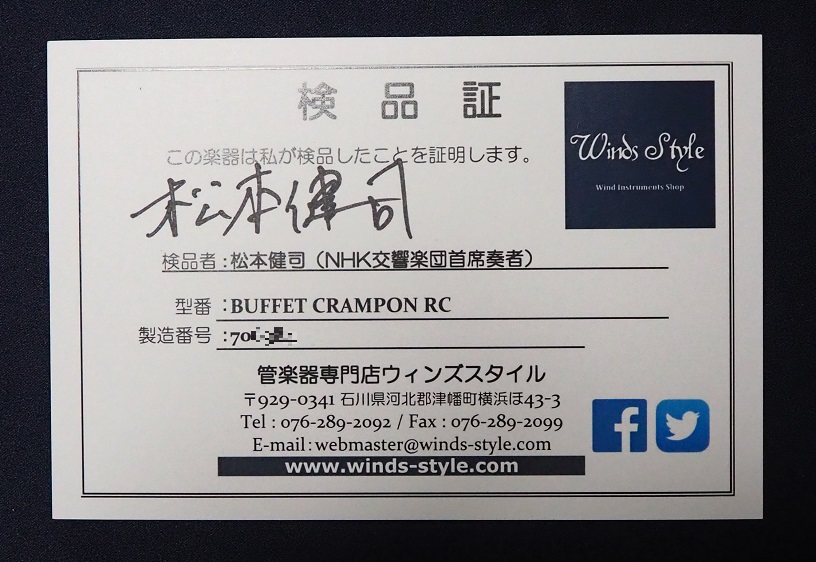 検品証
Winds Style
Wind Instruments Shop
この楽器は私が検品したことを証明します。
松本健司
検品者:松本健司(NHK交響楽団首席奏者)
型番:BUFFET CRAMPON RC
製造番号:70
管楽器専門店ウィンズスタイル
〒929-0341 石川県河北郡津幡町横浜ほ43-3
Tel : 076-289-2092 / Fax : 076-289-2099
E-mail : webmaster@winds-style.com
www.winds-style.com